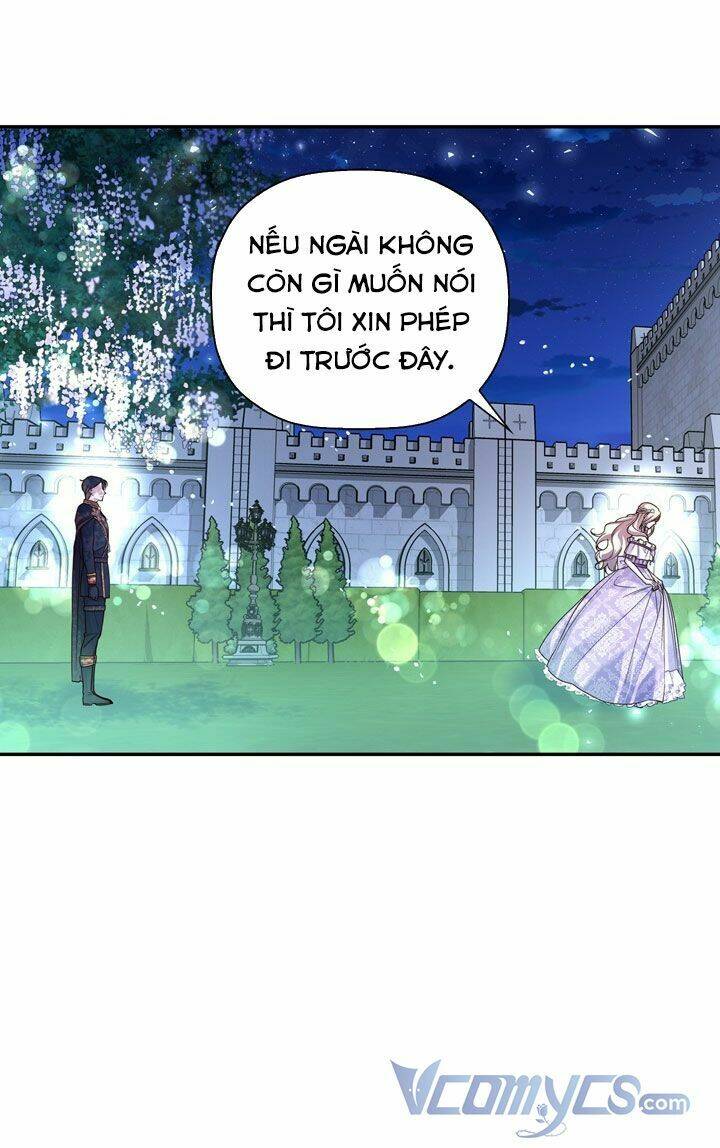 NẾU NGÀI KHÔNG
CÒN GÌ MUỐN NÓI
THÌ TÔI XIN PHÉP
ĐI TRƯỚC ĐÂY.
VCOMYCS.com